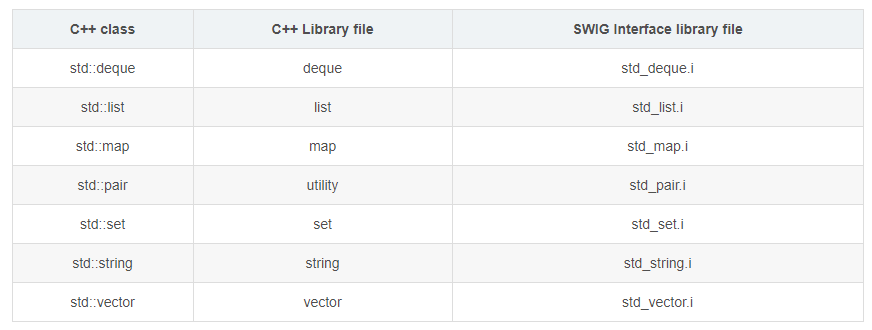 C++ class C++ Library file SWIG Interface library file
std::deque deque std_deque.i
std::list list std_list.i
std::map map std_map.i
std::pair utility std_pair.i
std::set set std_set.i
std::string string std_string.i
std::vector vector std_vector.i